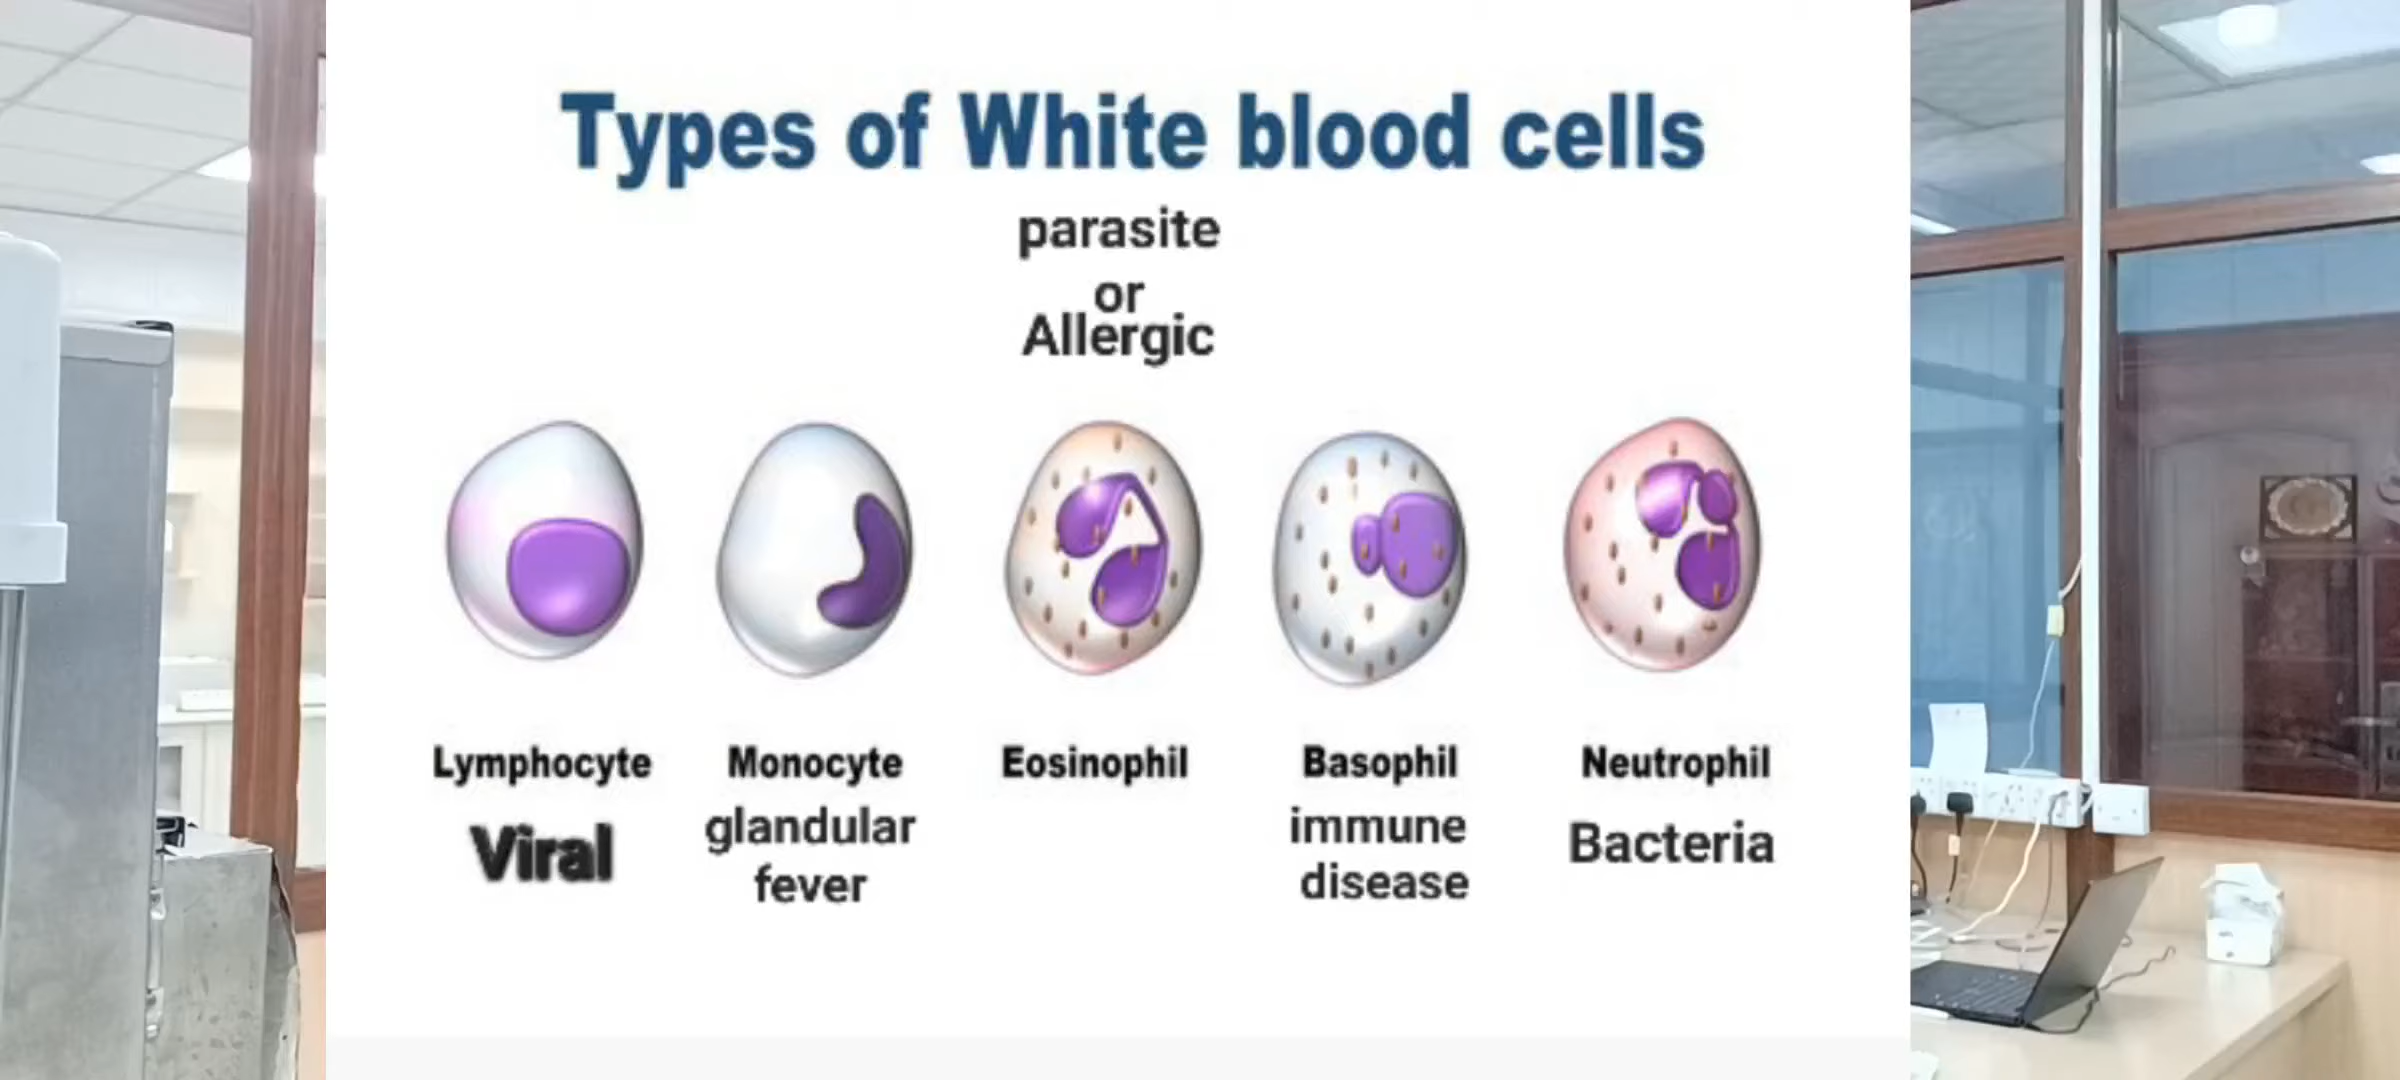 Types of White blood cells
parasite
or
Allergic
Lymphocyte
Monocyte
Eosinophil
Basophil
Neutrophil
Viral
glandular
fever
immune
disease
Bacteria